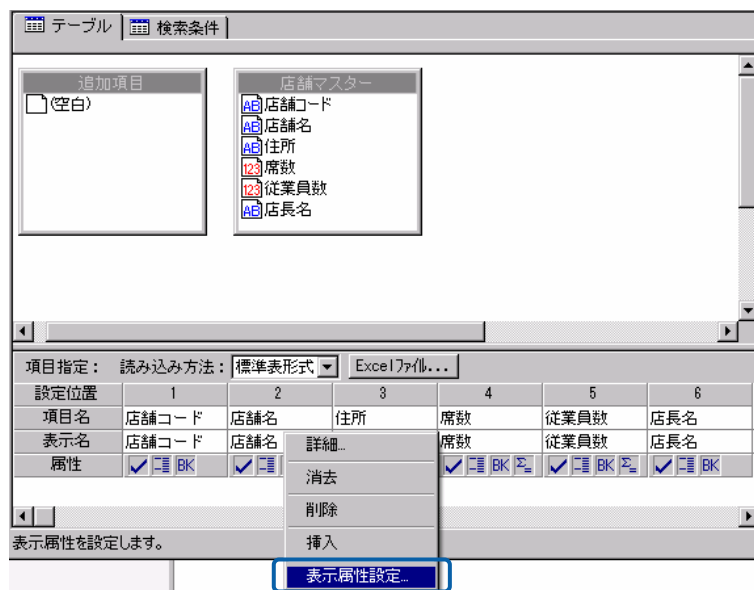 テーブル 検索条件
追加項目
(空白)
店舗マスター
店舗コード
店舗名
住所
席数
従業員数
店長名
項目指定： 読み込み方法： 標準表形式 Excelファイル...
設定位置 1 2 3 4 5 6
項目名 店舗コード 店舗名 住所 席数 従業員数 店長名
表示名 店舗コード 店舗名 席数 従業員数 店長名
属性 BK BK Σ BK Σ BK
詳細...
消去
削除
挿入
表示属性設定...
表示属性を設定します。